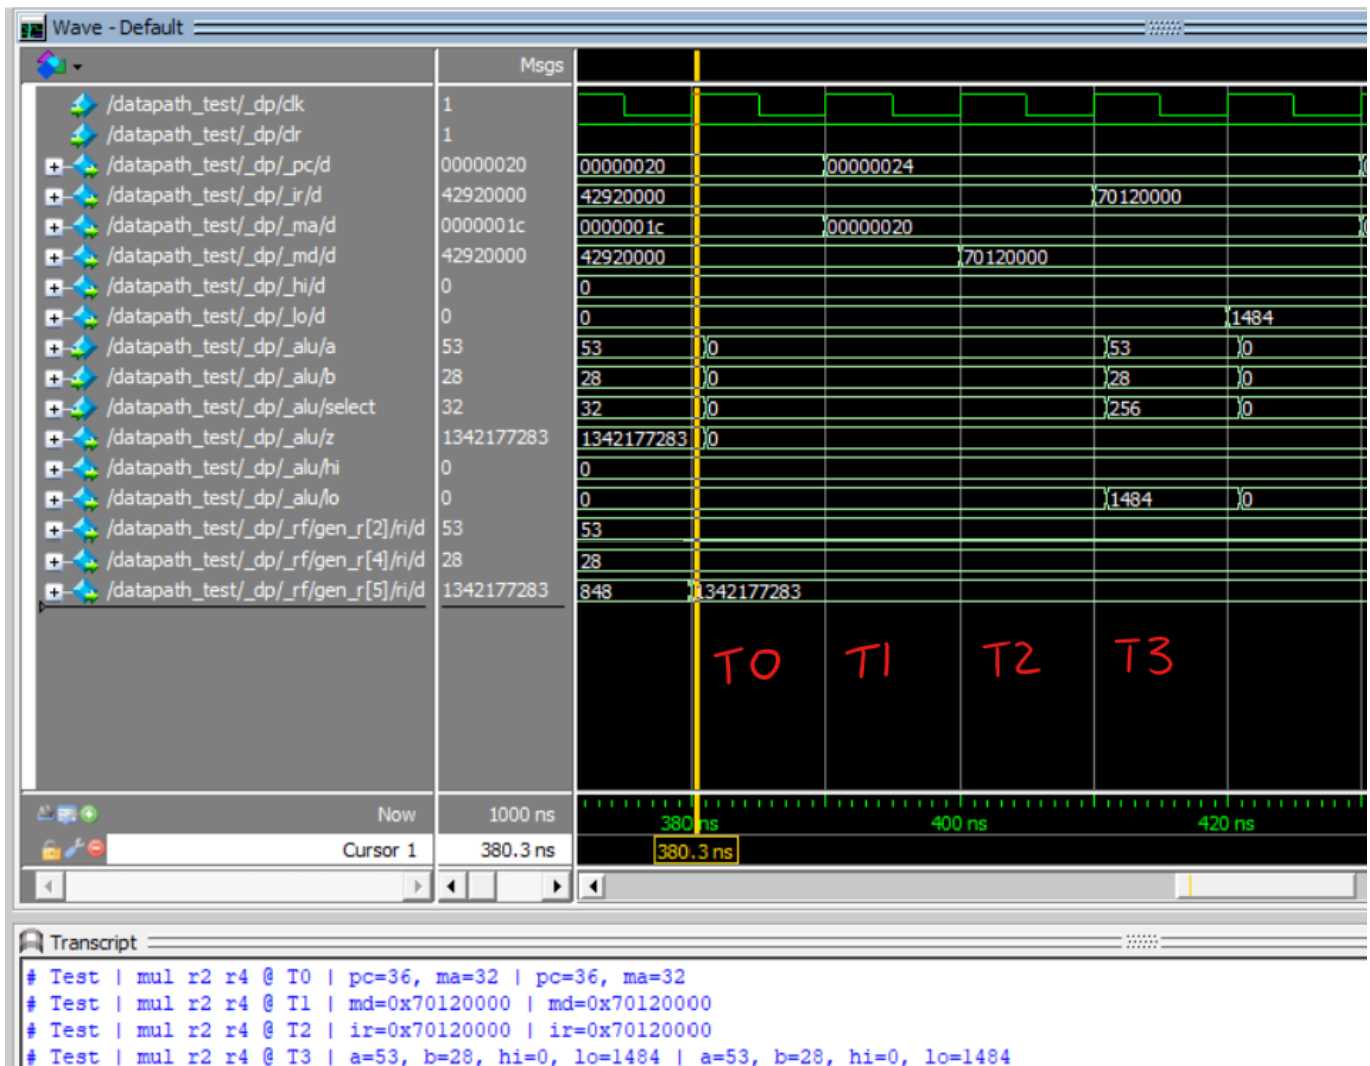 Wave - Default
Msgs
/datapath_test/_dp/clk 1
/datapath_test/_dp/clr 1
/datapath_test/_dp/_pc/d 00000020 00000020 00000024
/datapath_test/_dp/_ir/d 42920000 42920000 70120000
/datapath_test/_dp/_ma/d 0000001c 0000001c 00000020
/datapath_test/_dp/_md/d 42920000 42920000 70120000
/datapath_test/_dp/_hi/d 0 0
/datapath_test/_dp/_lo/d 0 0 1484
/datapath_test/_dp/_alu/a 53 53 0 53 0
/datapath_test/_dp/_alu/b 28 28 0 28 0
/datapath_test/_dp/_alu/select 32 32 0 256 0
/datapath_test/_dp/_alu/z 1342177283 1342177283 0
/datapath_test/_dp/_alu/hi 0 0
/datapath_test/_dp/_alu/lo 0 0 1484 0
/datapath_test/_dp/_rf/gen_r[2]/ri/d 53 53
/datapath_test/_dp/_rf/gen_r[4]/ri/d 28 28
/datapath_test/_dp/_rf/gen_r[5]/ri/d 1342177283 848 1342177283
T0 T1 T2 T3
Now 1000 ns 380 ns 400 ns 420 ns
Cursor 1 380.3 ns 380.3 ns
Transcript
# Test | mul r2 r4 @ T0 | pc=36, ma=32 | pc=36, ma=32
# Test | mul r2 r4 @ T1 | md=0x70120000 | md=0x70120000
# Test | mul r2 r4 @ T2 | ir=0x70120000 | ir=0x70120000
# Test | mul r2 r4 @ T3 | a=53, b=28, hi=0, lo=1484 | a=53, b=28, hi=0, lo=1484